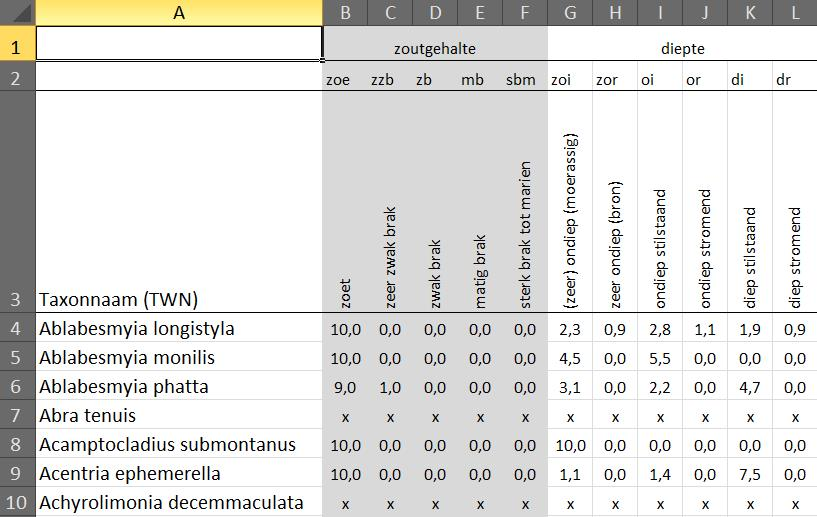 A B C D E F G H I J K L
1 zoutgehalte diepte
2 zoe zzb zb mb sbm zoi zor oi or di dr
3 Taxonnaam (TWN) zoet zeer zwak brak zwak brak matig brak sterk brak tot marien (zeer) ondiep (moerassig) zeer ondiep (bron) ondiep stilstaand ondiep stromend diep stilstaand diep stromend
4 Ablabesmyia longistyla 10,0 0,0 0,0 0,0 0,0 2,3 0,9 2,8 1,1 1,9 0,9
5 Ablabesmyia monilis 10,0 0,0 0,0 0,0 0,0 4,5 0,0 5,5 0,0 0,0 0,0
6 Ablabesmyia phatta 9,0 1,0 0,0 0,0 0,0 3,1 0,0 2,2 0,0 4,7 0,0
7 Abra tenuis x x x x x x x x x x x
8 Acamptocladius submontanus 10,0 0,0 0,0 0,0 0,0 10,0 0,0 0,0 0,0 0,0 0,0
9 Acentria ephemerella 10,0 0,0 0,0 0,0 0,0 1,1 0,0 1,4 0,0 7,5 0,0
10 Achyrolimonia decemmaculata x x x x x x x x x x x